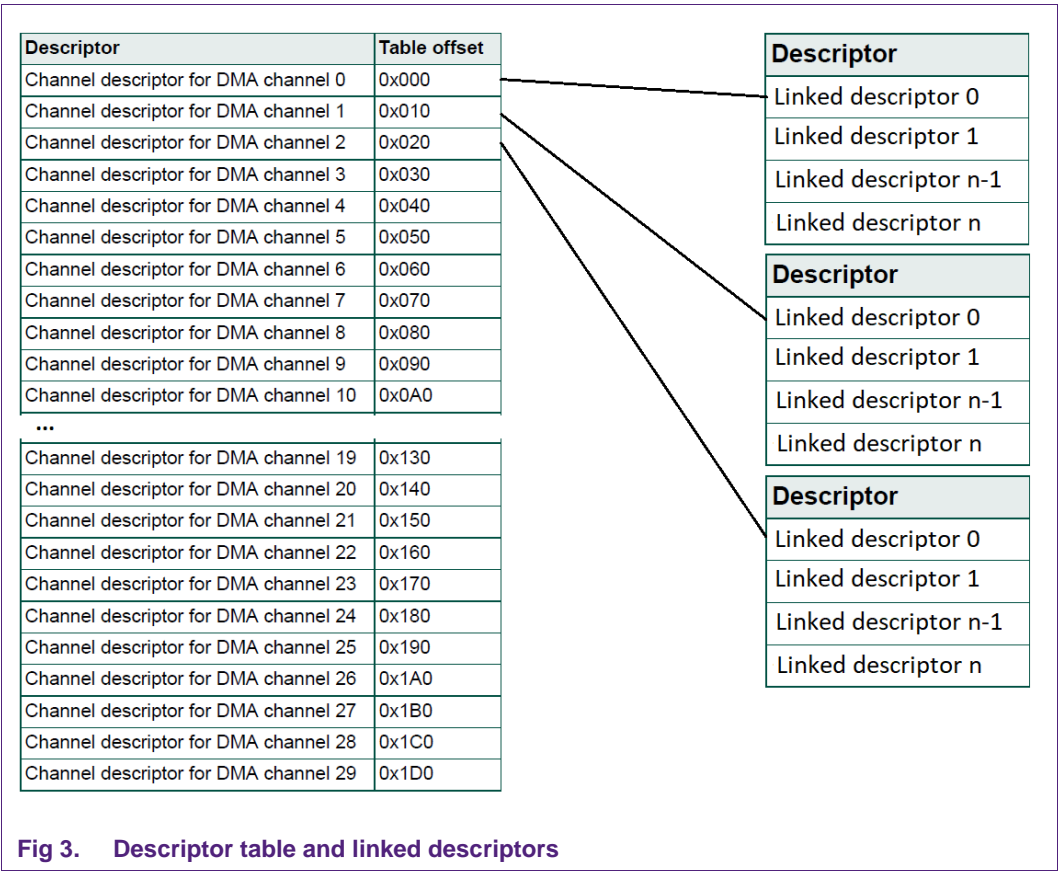 Descriptor Table offset
Channel descriptor for DMA channel 0 0x000
Channel descriptor for DMA channel 1 0x010
Channel descriptor for DMA channel 2 0x020
Channel descriptor for DMA channel 3 0x030
Channel descriptor for DMA channel 4 0x040
Channel descriptor for DMA channel 5 0x050
Channel descriptor for DMA channel 6 0x060
Channel descriptor for DMA channel 7 0x070
Channel descriptor for DMA channel 8 0x080
Channel descriptor for DMA channel 9 0x090
Channel descriptor for DMA channel 10 0x0A0
...
Channel descriptor for DMA channel 19 0x130
Channel descriptor for DMA channel 20 0x140
Channel descriptor for DMA channel 21 0x150
Channel descriptor for DMA channel 22 0x160
Channel descriptor for DMA channel 23 0x170
Channel descriptor for DMA channel 24 0x180
Channel descriptor for DMA channel 25 0x190
Channel descriptor for DMA channel 26 0x1A0
Channel descriptor for DMA channel 27 0x1B0
Channel descriptor for DMA channel 28 0x1C0
Channel descriptor for DMA channel 29 0x1D0
Descriptor
Linked descriptor 0
Linked descriptor 1
Linked descriptor n-1
Linked descriptor n
Descriptor
Linked descriptor 0
Linked descriptor 1
Linked descriptor n-1
Linked descriptor n
Descriptor
Linked descriptor 0
Linked descriptor 1
Linked descriptor n-1
Linked descriptor n
Fig 3. Descriptor table and linked descriptors